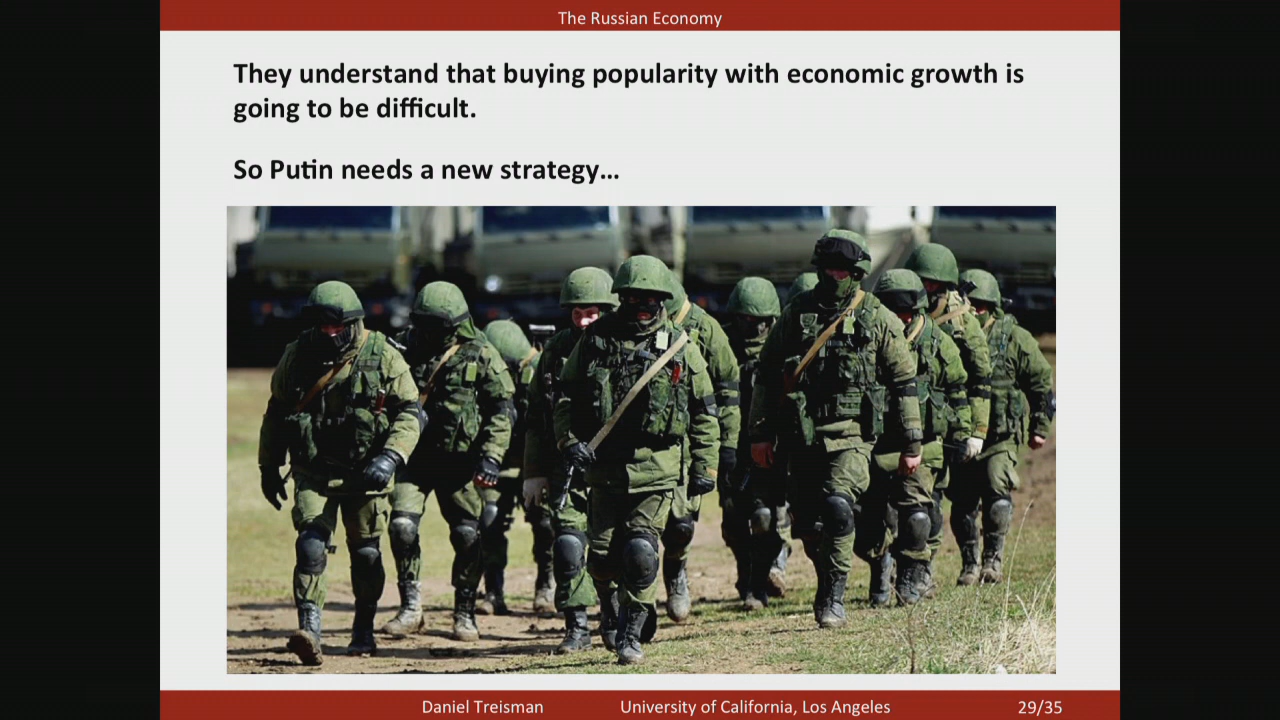 The Russian Economy
They understand that buying popularity with economic growth is
going to be difficult.
So Putin needs a new strategy...
Daniel Treisman University of California, Los Angeles 29/35